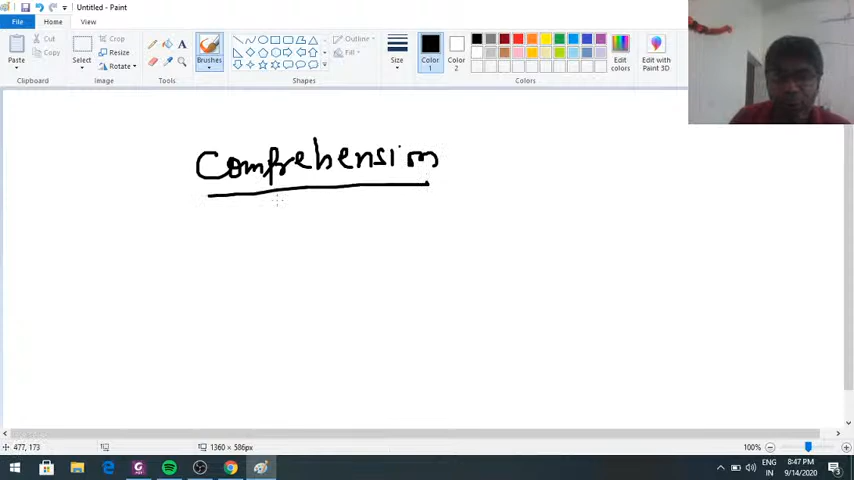 Untitled - Paint
File Home View
Paste
Cut
Copy
Clipboard
Select
Crop
Resize
Rotate
Image
Tools
Brushes
Shapes
Outline
Fill
Size
Color 1
Color 2
Colors
Edit colors
Edit with Paint 3D
Comprehension
477, 173
1360 × 586px
100%
ENG
IN
8:47 PM
9/14/2020